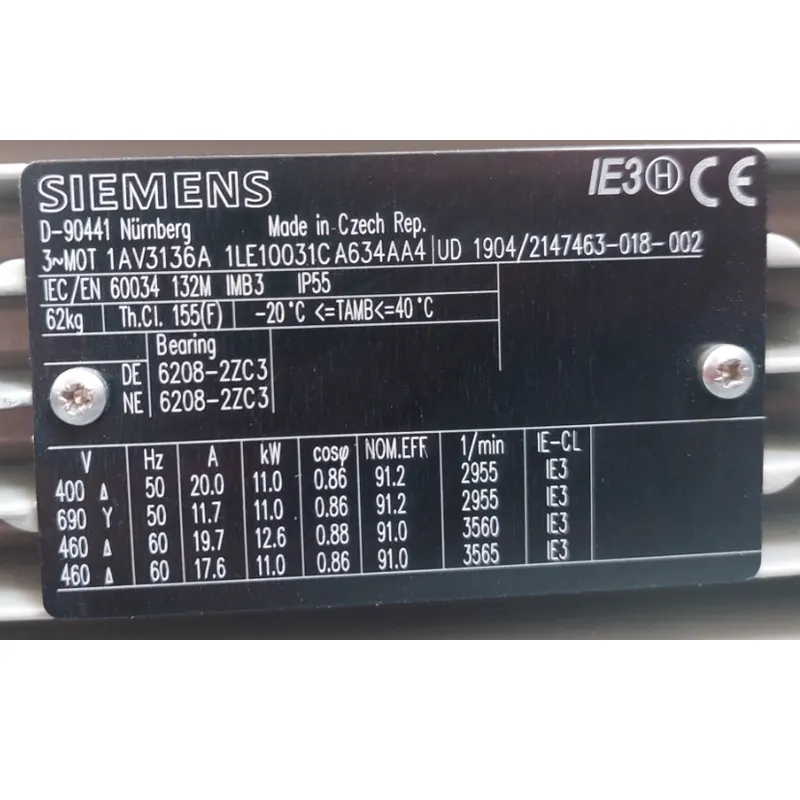 SIEMENS IE3 H CE
D-90441 Nürnberg Made in Czech Rep.
3~MOT 1AV3136A 1LE10031CA634AA4 UD 1904/2147463-018-002
IEC/EN 60034 132M IMB3 IP55
62kg Th.Cl. 155(F) -20°C <=TAMB<=40°C
Bearing
DE 6208-2ZC3
NE 6208-2ZC3
V Hz A kW cosφ NOM.EFF 1/min IE-CL
400 Δ 50 20.0 11.0 0.86 91.2 2955 IE3
690 Y 50 11.7 11.0 0.86 91.2 2955 IE3
460 Δ 60 19.7 12.6 0.88 91.0 3560 IE3
460 Δ 60 17.6 11.0 0.86 91.0 3565 IE3